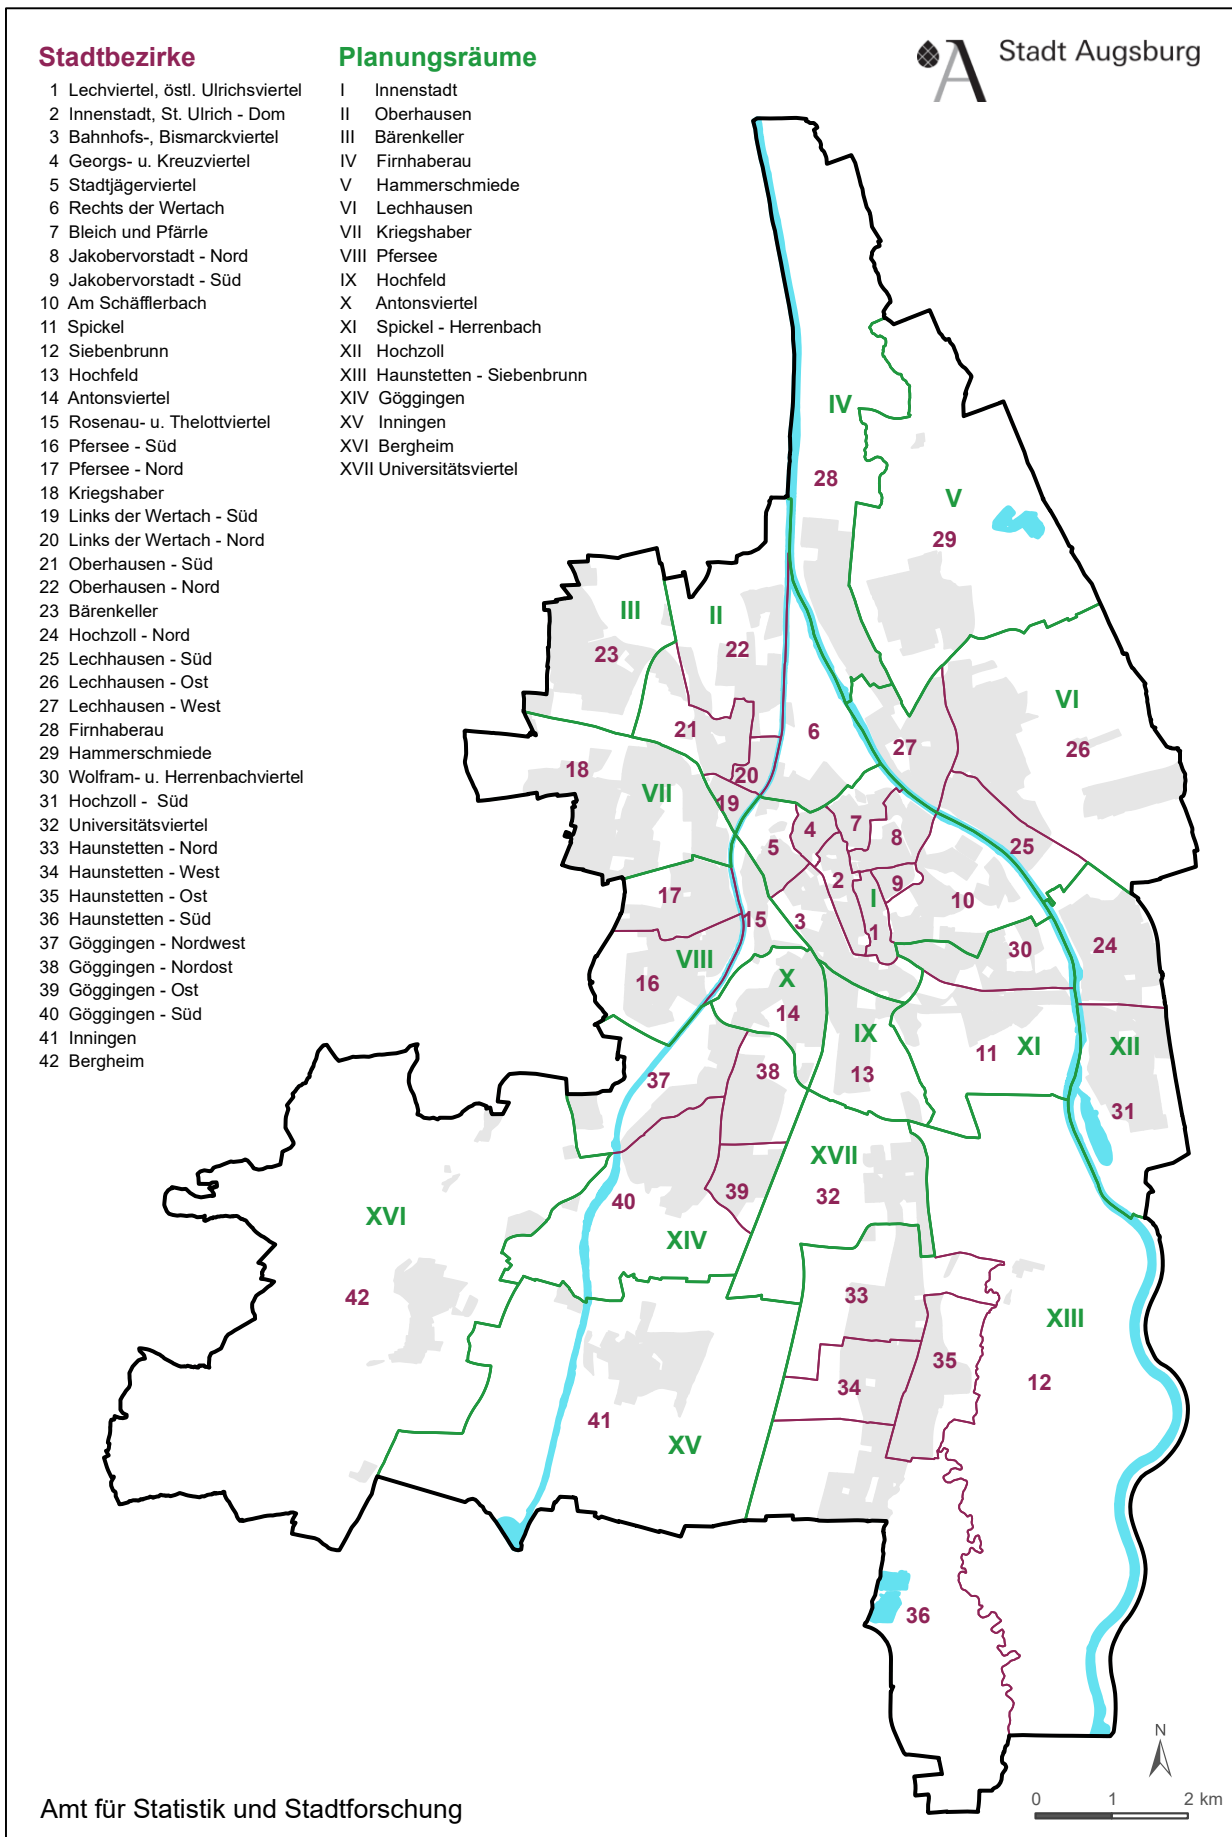 Stadtbezirke
1 Lechviertel, östl. Ulrichsviertel
2 Innenstadt, St. Ulrich - Dom
3 Bahnhofs-, Bismarckviertel
4 Georgs- u. Kreuzviertel
5 Stadtjägerviertel
6 Rechts der Wertach
7 Bleich und Pfärrle
8 Jakobervorstadt - Nord
9 Jakobervorstadt - Süd
10 Am Schäfflerbach
11 Spickel
12 Siebenbrunn
13 Hochfeld
14 Antonsviertel
15 Rosenau- u. Thelottviertel
16 Pfersee - Süd
17 Pfersee - Nord
18 Kriegshaber
19 Links der Wertach - Süd
20 Links der Wertach - Nord
21 Oberhausen - Süd
22 Oberhausen - Nord
23 Bärenkeller
24 Hochzoll - Nord
25 Lechhausen - Süd
26 Lechhausen - Ost
27 Lechhausen - West
28 Firnhaberau
29 Hammerschmiede
30 Wolfram- u. Herrenbachviertel
31 Hochzoll - Süd
32 Universitätsviertel
33 Haunstetten - Nord
34 Haunstetten - West
35 Haunstetten - Ost
36 Haunstetten - Süd
37 Göggingen - Nordwest
38 Göggingen - Nordost
39 Göggingen - Ost
40 Göggingen - Süd
41 Inningen
42 Bergheim
Planungsräume
I Innenstadt
II Oberhausen
III Bärenkeller
IV Firnhaberau
V Hammerschmiede
VI Lechhausen
VII Kriegshaber
VIII Pfersee
IX Hochfeld
X Antonsviertel
XI Spickel - Herrenbach
XII Hochzoll
XIII Haunstetten - Siebenbrunn
XIV Göggingen
XV Inningen
XVI Bergheim
XVII Universitätsviertel
A Stadt Augsburg
IV
28
V
29
III
II
23
22
VI
21
6
27
26
18
20
VII
19
4
7
8
5
25
2
9
17
I
10
15
3
1
30
24
VIII
16
X
14
IX
11
XI
XII
38
13
37
31
XVII
39
32
40
XVI
XIV
42
33
XIII
35
34
12
41
XV
36
N
0 1 2 km
Amt für Statistik und Stadtforschung